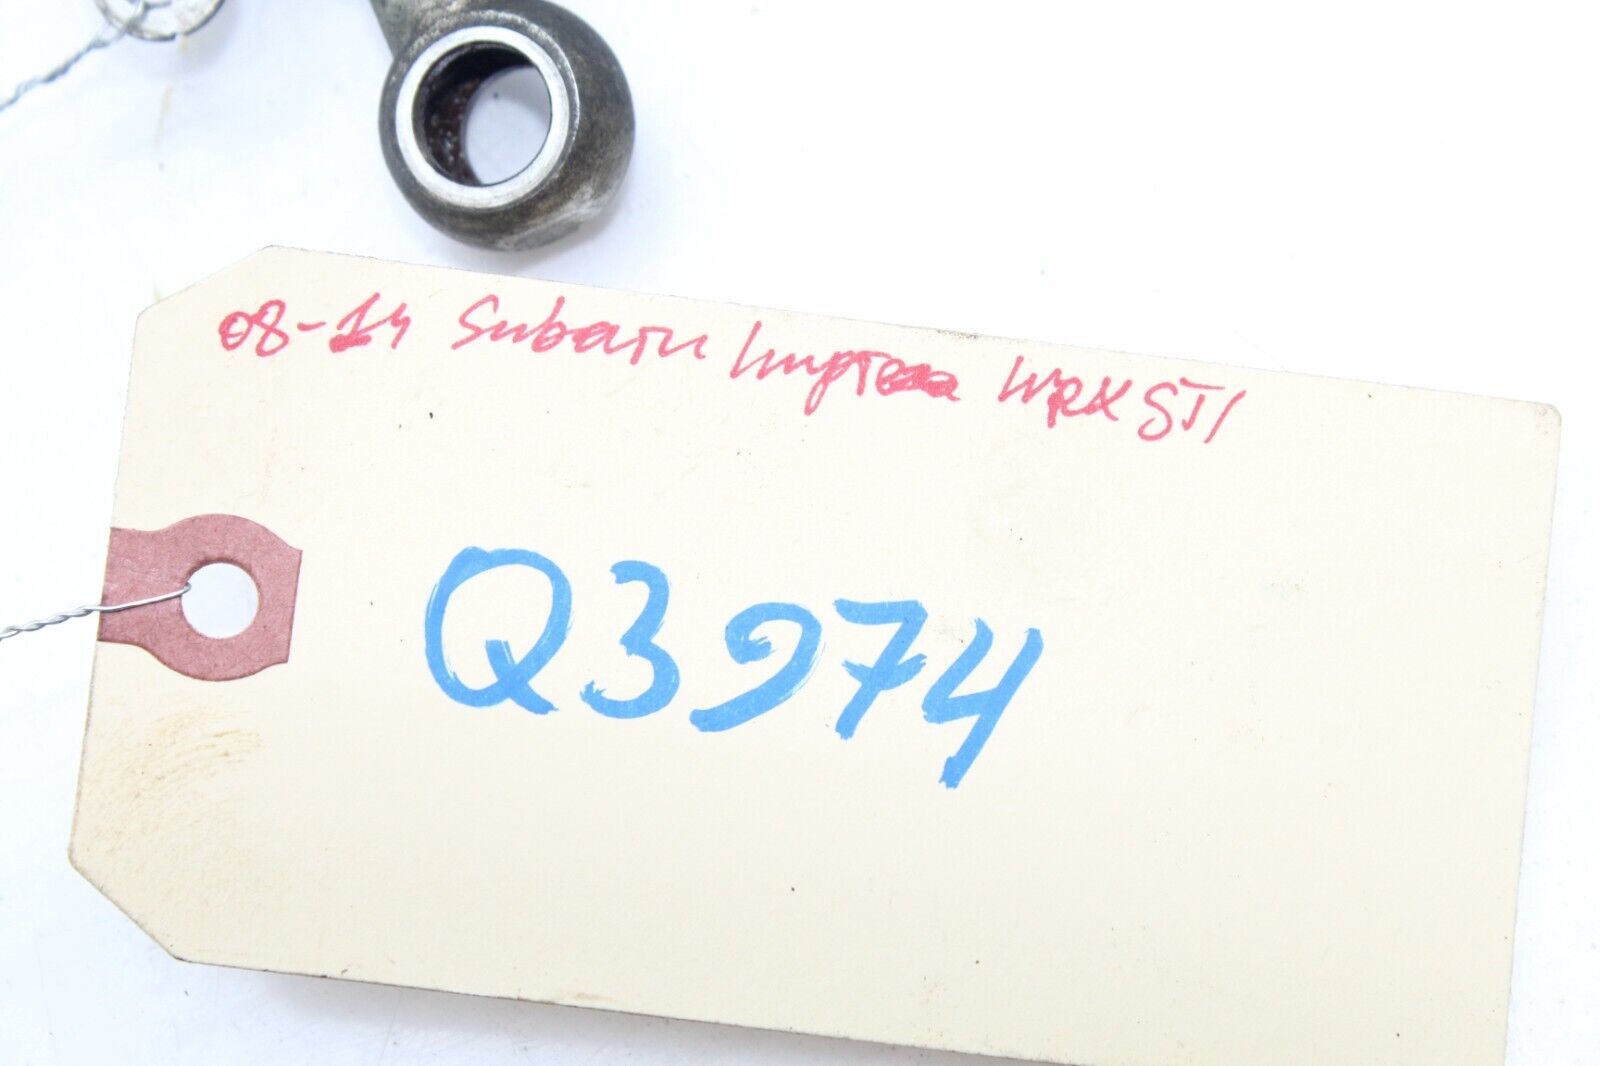 08-14 Subaru Impreza WRX STI
Q3974